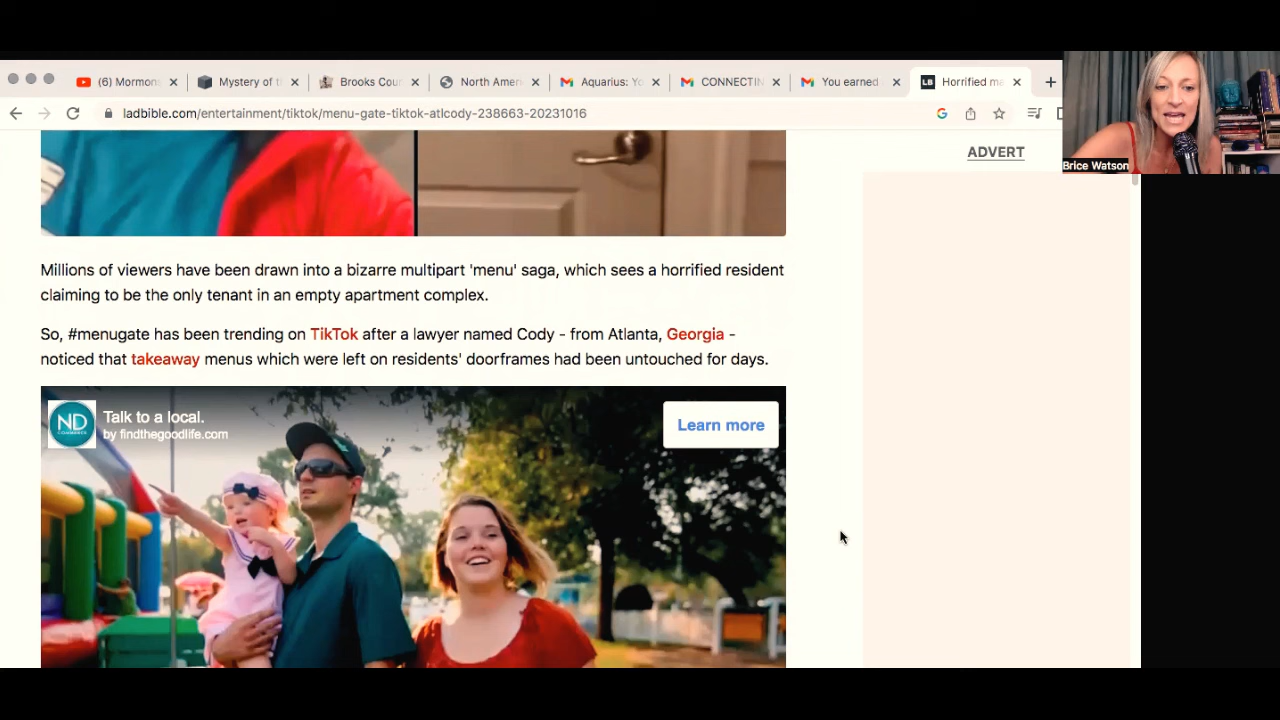 (6) Mormons
Mystery of t
Brooks Coun
North Ameri
Aquarius: Yo
CONNECTIN
You earned
Horrified me
ladbible.com/entertainment/tiktok/menu-gate-tiktok-atlcody-238663-20231016
Brice Watson
ADVERT
Millions of viewers have been drawn into a bizarre multipart 'menu' saga, which sees a horrified resident
claiming to be the only tenant in an empty apartment complex.
So, #menugate has been trending on TikTok after a lawyer named Cody - from Atlanta, Georgia -
noticed that takeaway menus which were left on residents' doorframes had been untouched for days.
ND
Talk to a local.
by findthegoodlife.com
Learn more